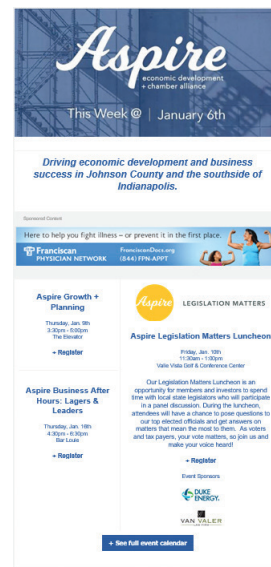 Aspire
economic development
+ chamber alliance
This Week @ | January 6th
Driving economic development and business
success in Johnson County and the southside of
Indianapolis.
Sponsored Content
Here to help you fight illness – or prevent it in the first place.
Franciscan
PHYSICIAN NETWORK
FranciscanDocs.org
(844) FPN-APPT
Aspire Growth +
Planning
Thursday, Jan. 9th
3:30pm - 5:00pm
The Elevator
+ Register
Aspire Business After
Hours: Lagers &
Leaders
Thursday, Jan. 16th
4:30pm - 6:30pm
Bar Louie
+ Register
Aspire
LEGISLATION MATTERS
Aspire Legislation Matters Luncheon
Friday, Jan. 10th
11:30am - 1:00pm
Valle Vista Golf & Conference Center
Our Legislation Matters Luncheon is an
opportunity for members and investors to spend
time with local state legislators who will participate
in a panel discussion. During the luncheon,
attendees will have a chance to pose questions to
our top elected officials and get answers on
matters that mean the most to them. As voters
and tax payers, your vote matters, so join us and
make your voice heard!
+ Register
Event Sponsors
DUKE
ENERGY.
VAN VALER
+ See full event calendar